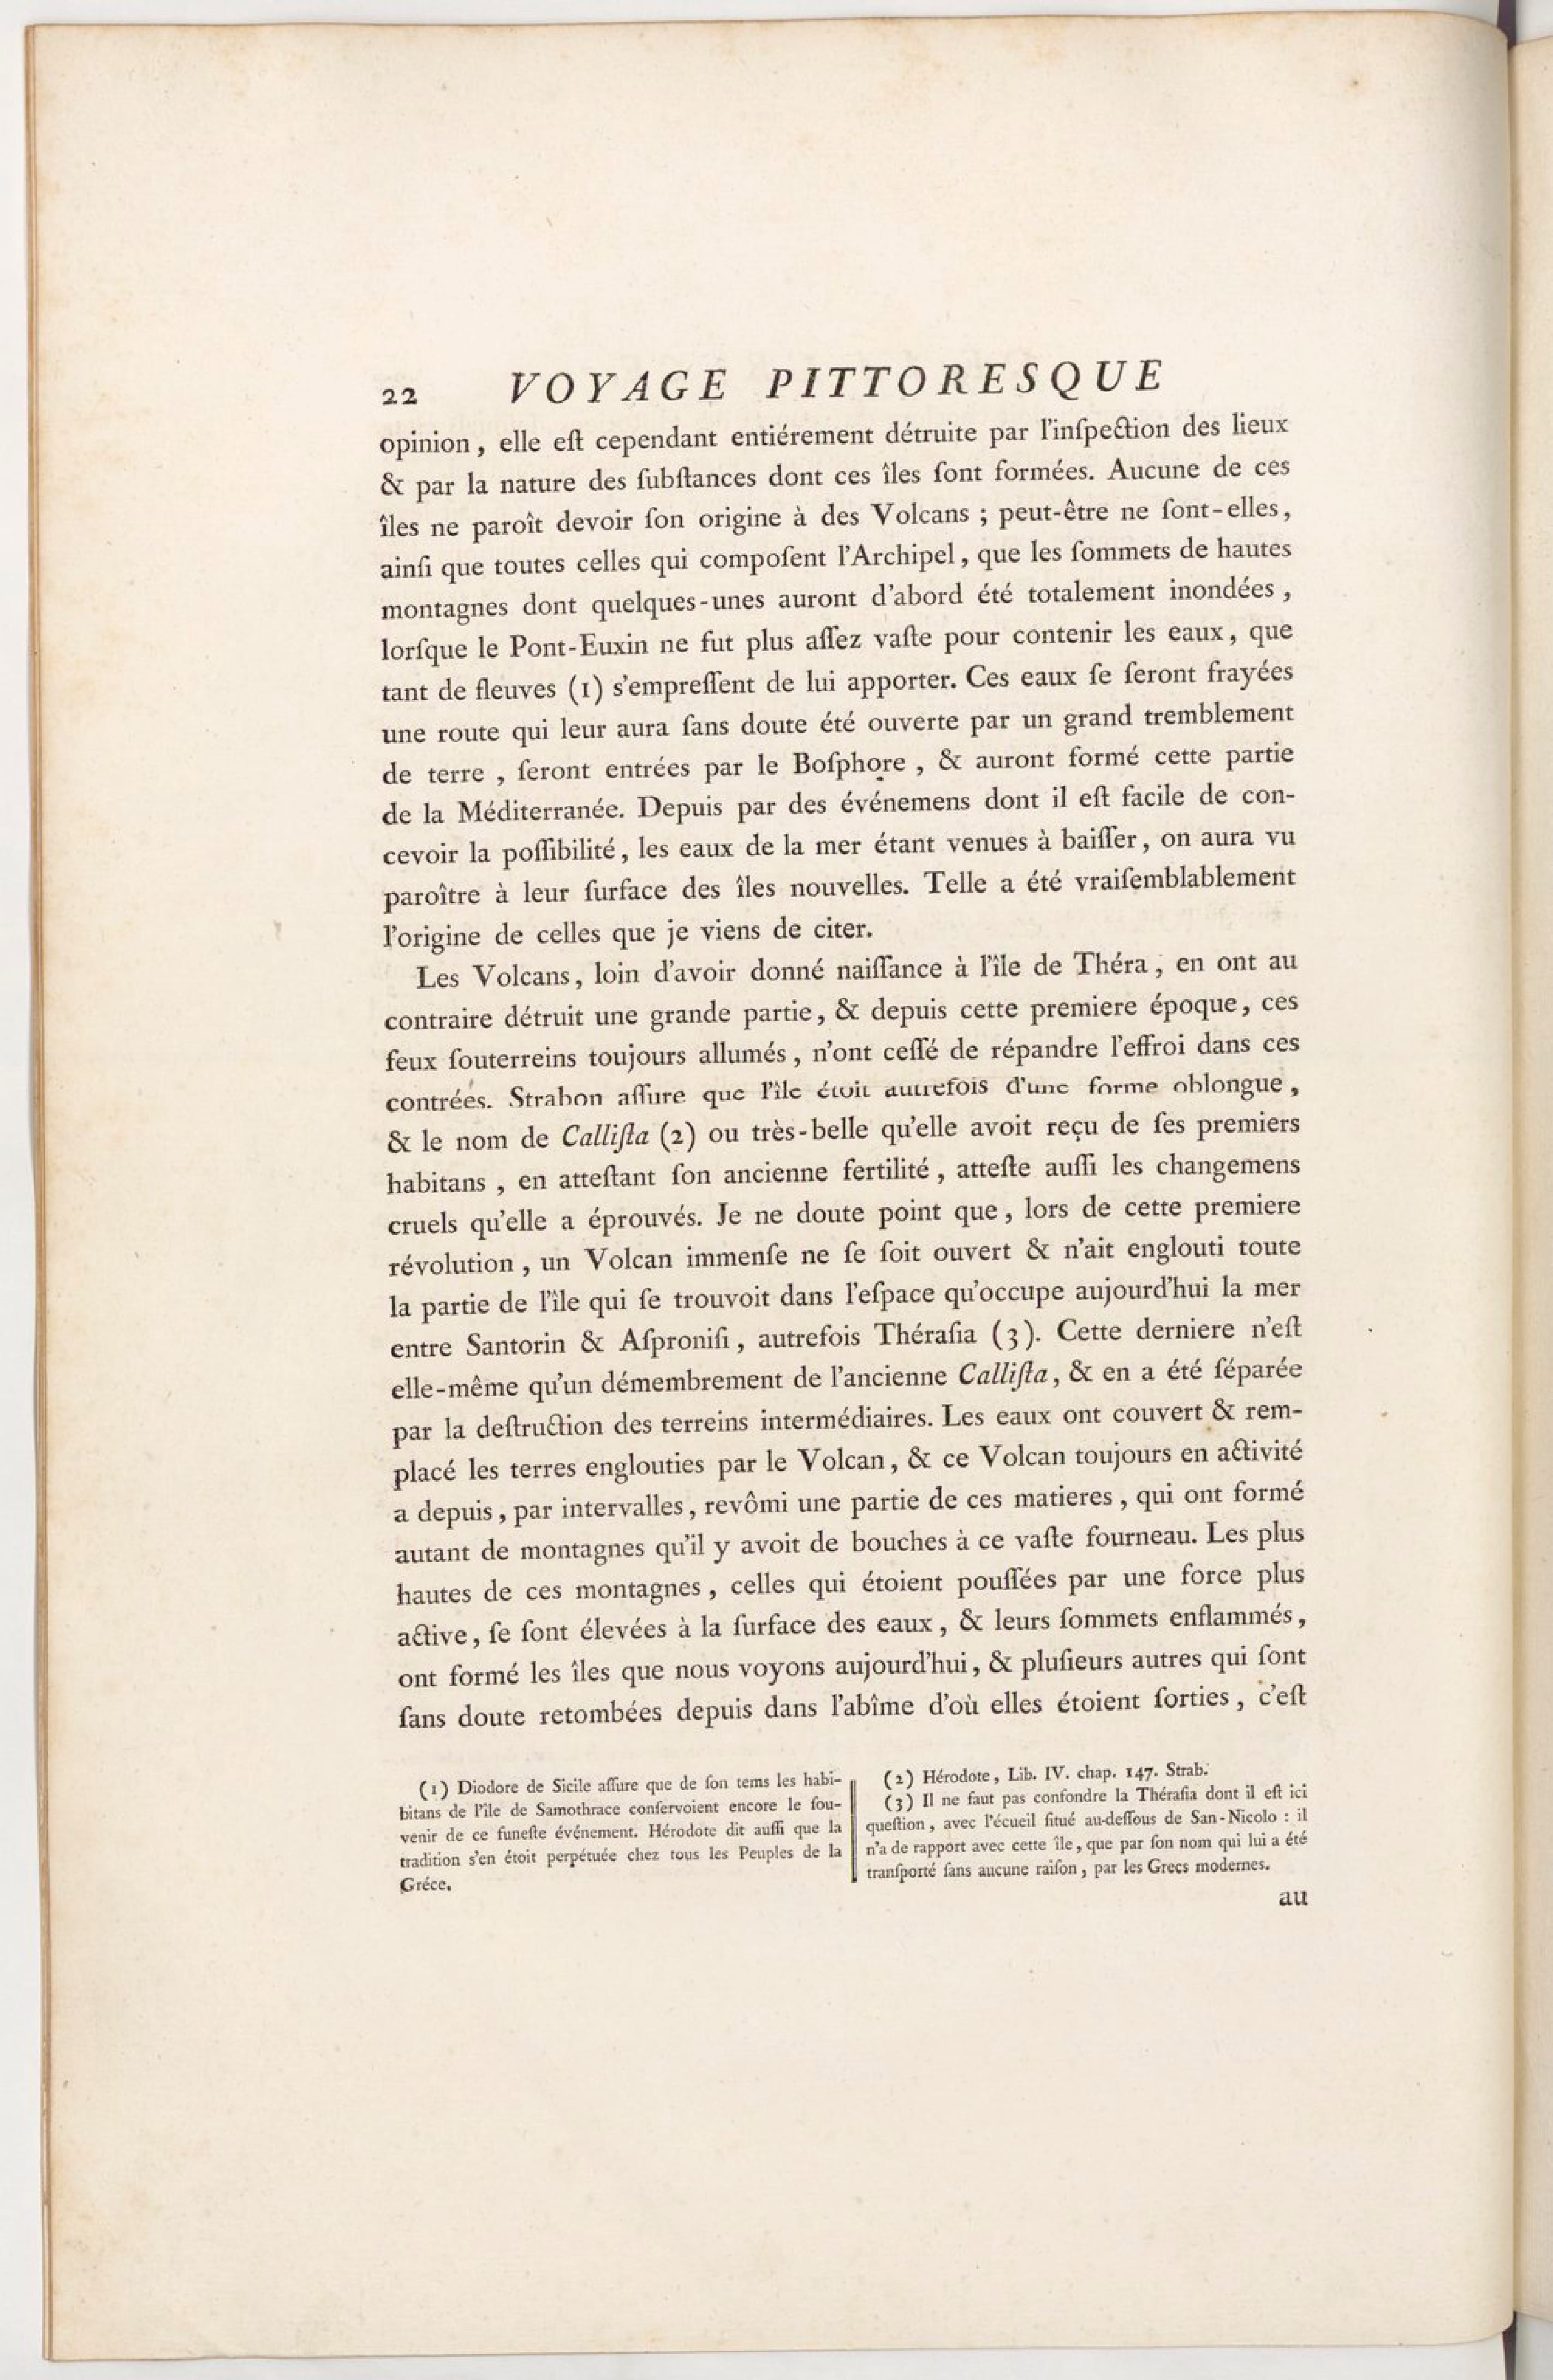 22 VOYAGE PITTORESQUE
opinion, elle eſt cependant entiérement détruite par l'inſpection des lieux
& par la nature des ſubſtances dont ces îles ſont formées. Aucune de ces
îles ne paroît devoir ſon origine à des Volcans ; peut-être ne ſont-elles,
ainſi que toutes celles qui compoſent l'Archipel, que les ſommets de hautes
montagnes dont quelques-unes auront d'abord été totalement inondées,
lorſque le Pont-Euxin ne fut plus aſſez vaſte pour contenir les eaux, que
tant de fleuves (1) s'empreſſent de lui apporter. Ces eaux ſe ſeront frayées
une route qui leur aura ſans doute été ouverte par un grand tremblement
de terre, ſeront entrées par le Boſphore, & auront formé cette partie
de la Méditerranée. Depuis par des événemens dont il eſt facile de con-
cevoir la poſſibilité, les eaux de la mer étant venues à baiſſer, on aura vu
paroître à leur ſurface des îles nouvelles. Telle a été vraiſemblablement
l'origine de celles que je viens de citer.
Les Volcans, loin d'avoir donné naiſſance à l'île de Théra, en ont au
contraire détruit une grande partie, & depuis cette premiere époque, ces
feux ſouterreins toujours allumés, n'ont ceſſé de répandre l'effroi dans ces
contrées. Strabon aſſure que l'île étoit autrefois d'une forme oblongue,
& le nom de Calliſta (2) ou très-belle qu'elle avoit reçu de ſes premiers
habitans, en atteſtant ſon ancienne fertilité, atteſte auſſi les changemens
cruels qu'elle a éprouvés. Je ne doute point que, lors de cette premiere
révolution, un Volcan immenſe ne ſe ſoit ouvert & n'ait englouti toute
la partie de l'île qui ſe trouvoit dans l'eſpace qu'occupe aujourd'hui la mer
entre Santorin & Aſproniſi, autrefois Théraſia (3). Cette derniere n'eſt
elle-même qu'un démembrement de l'ancienne Calliſta, & en a été ſéparée
par la deſtruction des terreins intermédiaires. Les eaux ont couvert & rem-
placé les terres englouties par le Volcan, & ce Volcan toujours en activité
a depuis, par intervalles, revômi une partie de ces matieres, qui ont formé
autant de montagnes qu'il y avoit de bouches à ce vaſte fourneau. Les plus
hautes de ces montagnes, celles qui étoient pouſſées par une force plus
active, ſe ſont élevées à la ſurface des eaux, & leurs ſommets enflammés,
ont formé les îles que nous voyons aujourd'hui, & pluſieurs autres qui ſont
ſans doute retombées depuis dans l'abîme d'où elles étoient ſorties, c'eſt
(1) Diodore de Sicile aſſure que de ſon tems les habi-
bitans de l'île de Samothrace conſervoient encore le ſou-
venir de ce funeſte événement. Hérodote dit auſſi que la
tradition s'en étoit perpétuée chez tous les Peuples de la
Gréce.
(2) Hérodote, Lib. IV. chap. 147. Strab.
(3) Il ne faut pas confondre la Théraſia dont il eſt ici
queſtion, avec l'écueil ſitué au-deſſous de San-Nicolo : il
n'a de rapport avec cette île, que par ſon nom qui lui a été
tranſporté ſans aucune raiſon, par les Grecs modernes.
au